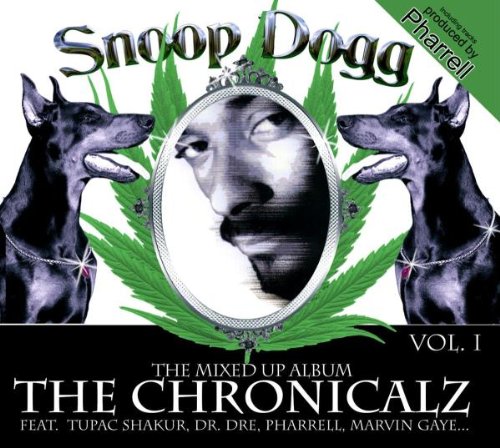 Snoop Dogg
including tracks
produced by
Pharrell
VOL. I
THE MIXED UP ALBUM
THE CHRONICALZ
FEAT. TUPAC SHAKUR, DR. DRE, PHARRELL, MARVIN GAYE...